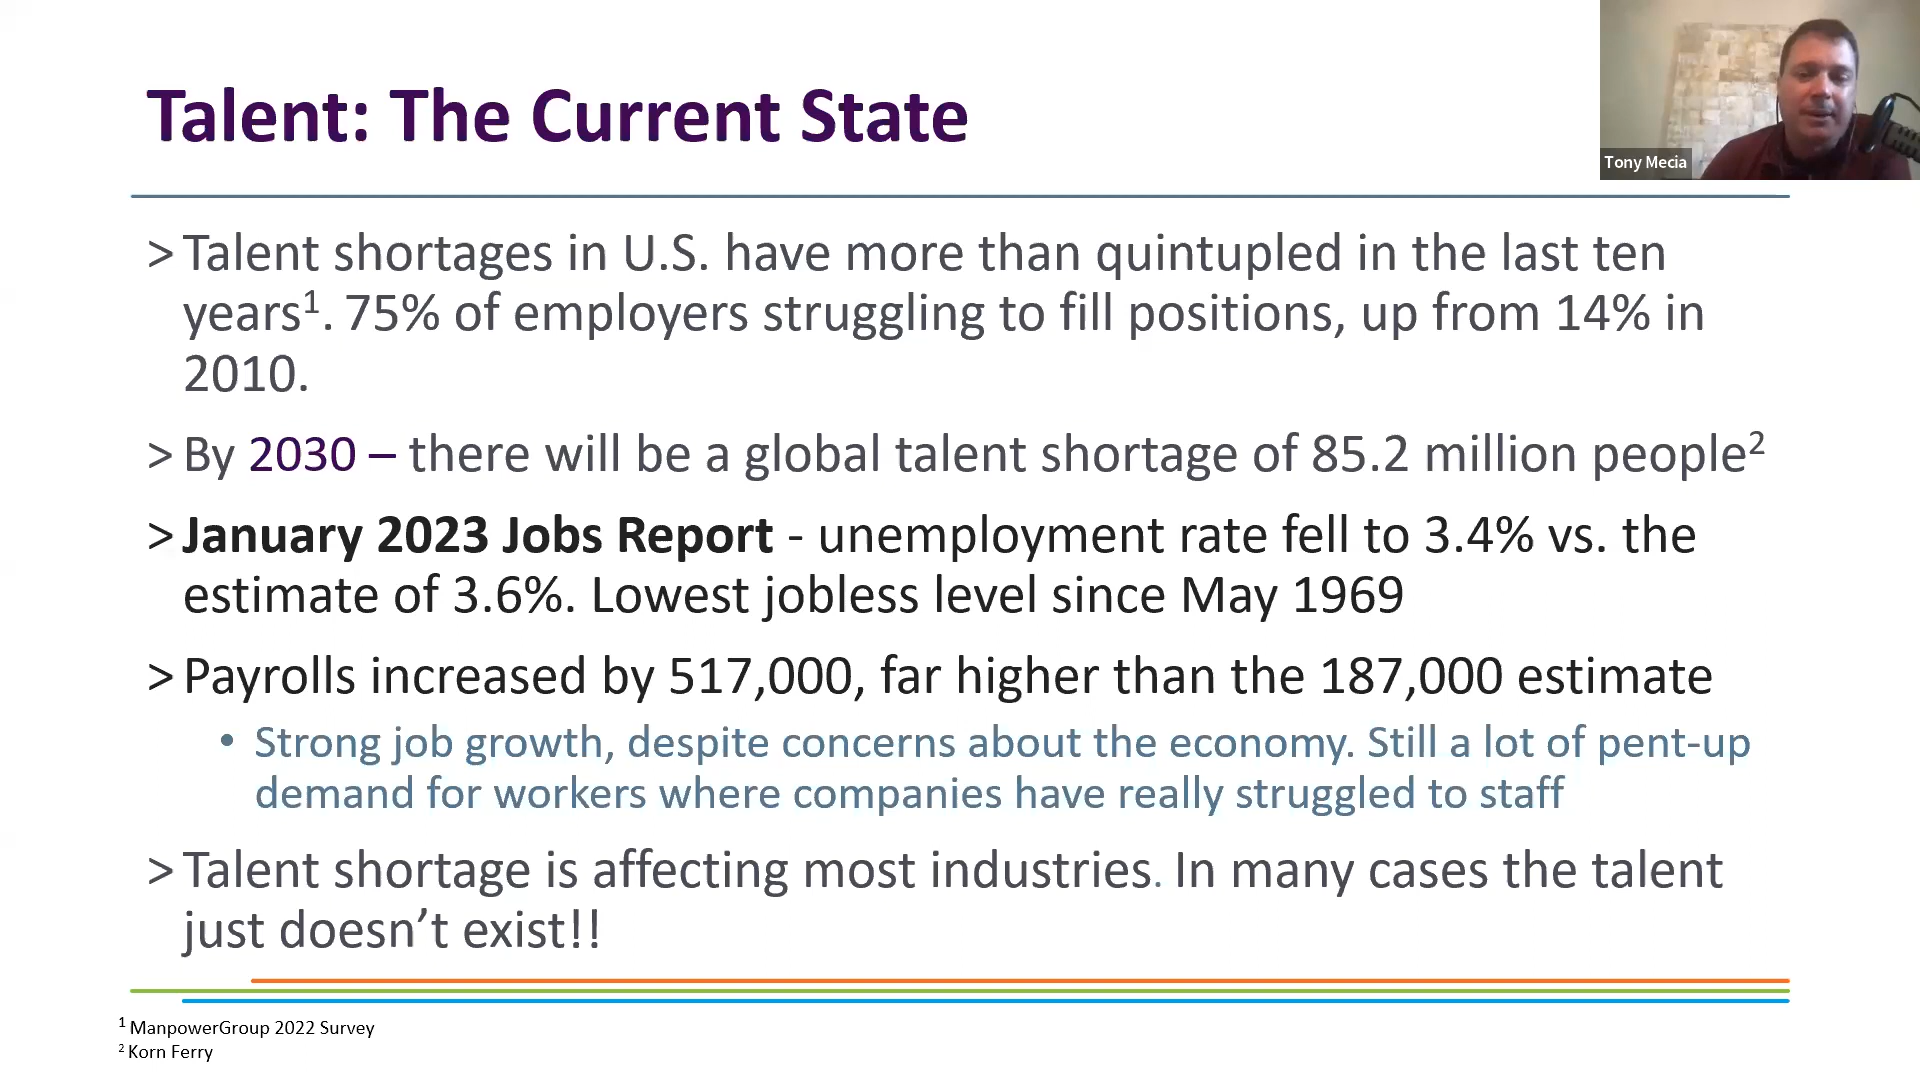 Talent: The Current State
Tony Mecia
> Talent shortages in U.S. have more than quintupled in the last ten
years¹. 75% of employers struggling to fill positions, up from 14% in
2010.
> By 2030 – there will be a global talent shortage of 85.2 million people²
> January 2023 Jobs Report - unemployment rate fell to 3.4% vs. the
estimate of 3.6%. Lowest jobless level since May 1969
> Payrolls increased by 517,000, far higher than the 187,000 estimate
• Strong job growth, despite concerns about the economy. Still a lot of pent-up
demand for workers where companies have really struggled to staff
> Talent shortage is affecting most industries. In many cases the talent
just doesn’t exist!!
¹ ManpowerGroup 2022 Survey
² Korn Ferry